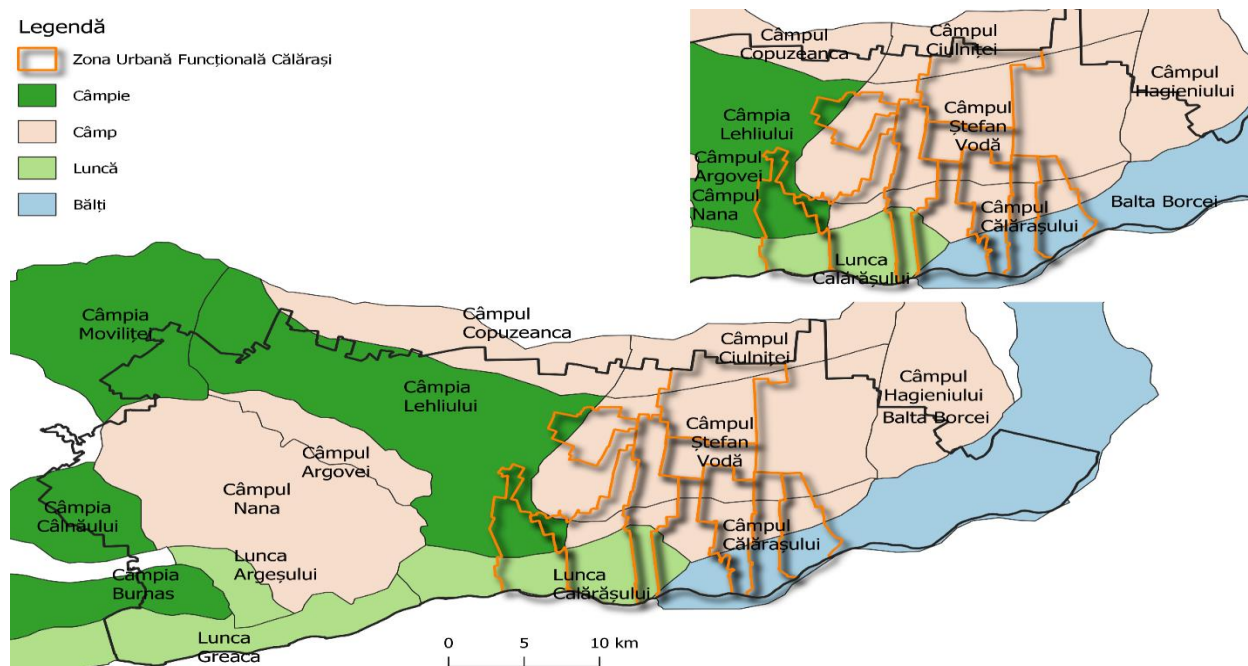 Legendă
Zona Urbană Funcțională Călărași
Câmpie
Câmp
Luncă
Bălți
Câmpul
Copuzeanca
Câmpul
Ciulniței
Câmpul
Hagieniului
Câmpia
Lehliului
Câmpul
Ștefan
Vodă
Câmpul
Argovei
Câmpul
Nana
Câmpul
Călărașului
Balta Borcei
Lunca
Călărășului
Câmpia
Moviliței
Câmpul
Copuzeanca
Câmpul
Ciulniței
Câmpia
Lehliului
Câmpul
Hagieniului
Balta Borcei
Câmpul
Ștefan
Vodă
Câmpul
Argovei
Câmpul
Nana
Câmpia
Câlnăului
Câmpul
Călărașului
Lunca
Argeșului
Câmpia
Burnas
Lunca
Călărășului
Lunca
Greaca
0 5 10 km